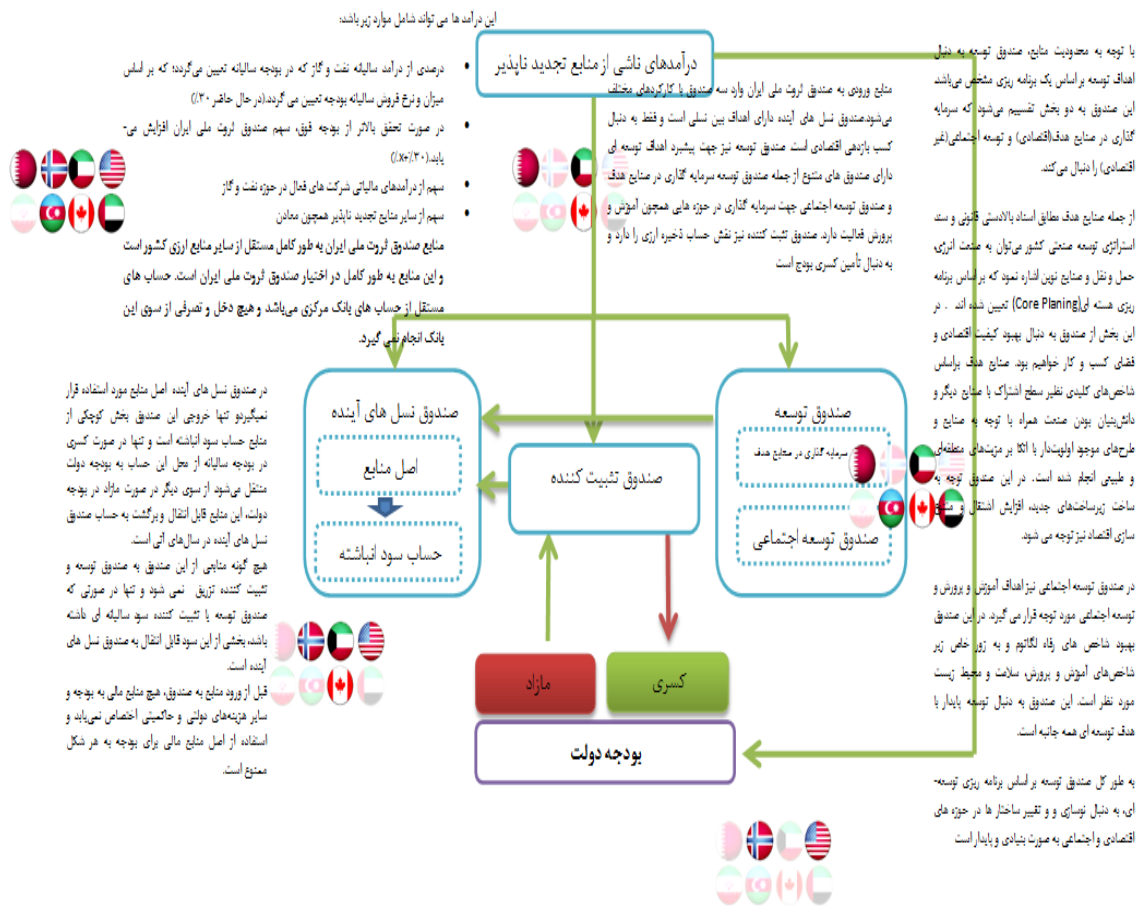 این درآمد ها می تواند شامل موارد زیر باشد:
درآمدهای ناشی از منابع تجدید ناپذیر
• درصدی از درآمد سالیانه نفت و گاز که در بودجه سالیانه تعیین می‌گردد؛ که بر اساس
میزان و نرخ فروش سالیانه بودجه تعیین می گردد.(در حال حاضر ۳۰٪)
• در صورت تحقق بالاتر از بودجه فوق، سهم صندوق ثروت ملی ایران افزایش می-
یابد.(۳۰٪+x٪)
• سهم از درآمدهای مالیاتی شرکت های فعال در حوزه نفت و گاز
• سهم از سایر منابع تجدید ناپذیر همچون معادن
منابع صندوق ثروت ملی ایران به طور کامل مستقل از سایر منابع ارزی کشور است
و این منابع به طور کامل در اختیار صندوق ثروت ملی ایران است. حساب های
مستقل از حساب های بانک مرکزی می‌باشد و هیچ دخل و تصرفی از سوی این
بانک انجام نمی گیرد.
منابع ورودی به صندوق ثروت ملی ایران وارد سه صندوق با کارکردهای مختلف
می‌شود.صندوق نسل های آینده دارای اهداف بین نسلی است و فقط به دنبال
کسب بازدهی اقتصادی است. صندوق توسعه نیز جهت پیشبرد اهداف توسعه ای
دارای صندوق های متنوع از جمله صندوق توسعه سرمایه گذاری در صنایع هدف
و صندوق توسعه اجتماعی جهت سرمایه گذاری در حوزه هایی همچون آموزش و
پرورش فعالیت دارد. صندوق تثبیت کننده نیز نقش حساب ذخیره ارزی را دارد و
به دنبال تأمین کسری بودج است
با توجه به محدودیت منابع، صندوق توسعه به دنبال
اهداف توسعه بر اساس یک برنامه ریزی مشخص می‌باشد.
این صندوق به دو بخش تقسییم می‌شود که سرمایه
گذاری در صنایع هدف(اقتصادی) و توسعه اجتماعی(غیر
اقتصادی) را دنبال می‌کند.
از جمله صنایع هدف مطابق اسناد بالادستی قانونی و سند
استراتژی توسعه صنعتی کشور می‌توان به صنعت انرژی،
حمل و نقل و صنایع نوین اشاره نمود که بر اساس برنامه
ریزی هسته ای(Core Planing) تعیین شده اند . در
این بخش از صندوق به دنبال بهبود کیفیت اقتصادی و
فضای کسب و کار خواهیم بود. صنایع هدف براساس
شاخص‌های کلیدی نظیر سطح اشتراک با صنایع دیگر و
دانش‌بنیان بودن صنعت همراه با توجه به صنایع و
طرح‌های موجود اولویت‌دار با اتکا بر مزیت‌های منطقه‌ای
و طبیعی انجام شده است. در این صندوق توجه به
ساخت زیرساخت‌های جدید، افزایش اشتغال و متنوع
سازی اقتصاد نیز توجه می شود.
در صندوق توسعه اجتماعی نیز اهداف آموزش و پرورش و
توسعه اجتماعی مورد توجه قرار می گیرد. در این صندوق
بهبود شاخص های رفاه لگاتوم و به زور خاص زیر
شاخص‌های آموزش و پرورش، سلامت و محیط زیست
مورد نظر است. این صندوق به دنبال توسعه پایدار با
هدف توسعه ای همه جانبه است.
به طور کل صندوق توسعه بر اساس برنامه ریزی توسعه-
ای، به دنبال نوسازی و و تقییر ساختار ها در حوزه های
اقتصادی و اجتماعی به صورت بنیادی و پایدار است
صندوق توسعه
سرمایه گذاری در صنایع هدف
صندوق توسعه اجتماعی
صندوق تثبیت کننده
صندوق نسل های آینده
اصل منابع
حساب سود انباشته
در صندوق نسل های آینده اصل منابع مورد استفاده قرار
نمیگیردو تنها خروجی این صندوق بخش کوچکی از
منابع حساب سود انباشته است و تنها در صورت کسری
در بودجه سالیانه از محل این حساب به بودجه دولت
منتقل می‌شود از سوی دیگر در صورت مازاد در بودجه
دولت، این منابع قابل انتقال و برگشت به حساب صندوق
نسل های آینده در سال‌های آتی است.
هیچ گونه منابعی از این صندوق به صندوق توسعه و
تثبیت کننده تزریق نمی شود و تنها در صورتی که
صندوق توسعه یا تثبیت کننده سود سالیانه ای داشته
باشد، بخشی از این سود قابل انتقال به صندوق نسل های
آینده است.
قبل از ورود منابع به صندوق، هیچ منابع مالی به بودجه و
سایر هزینه‌های دولتی و حاکمیتی اختصاص نمی‌یابد و
استفاده از اصل منابع مالی برای بودجه به هر شکل
ممنوع است.
کسری
مازاد
بودجه دولت